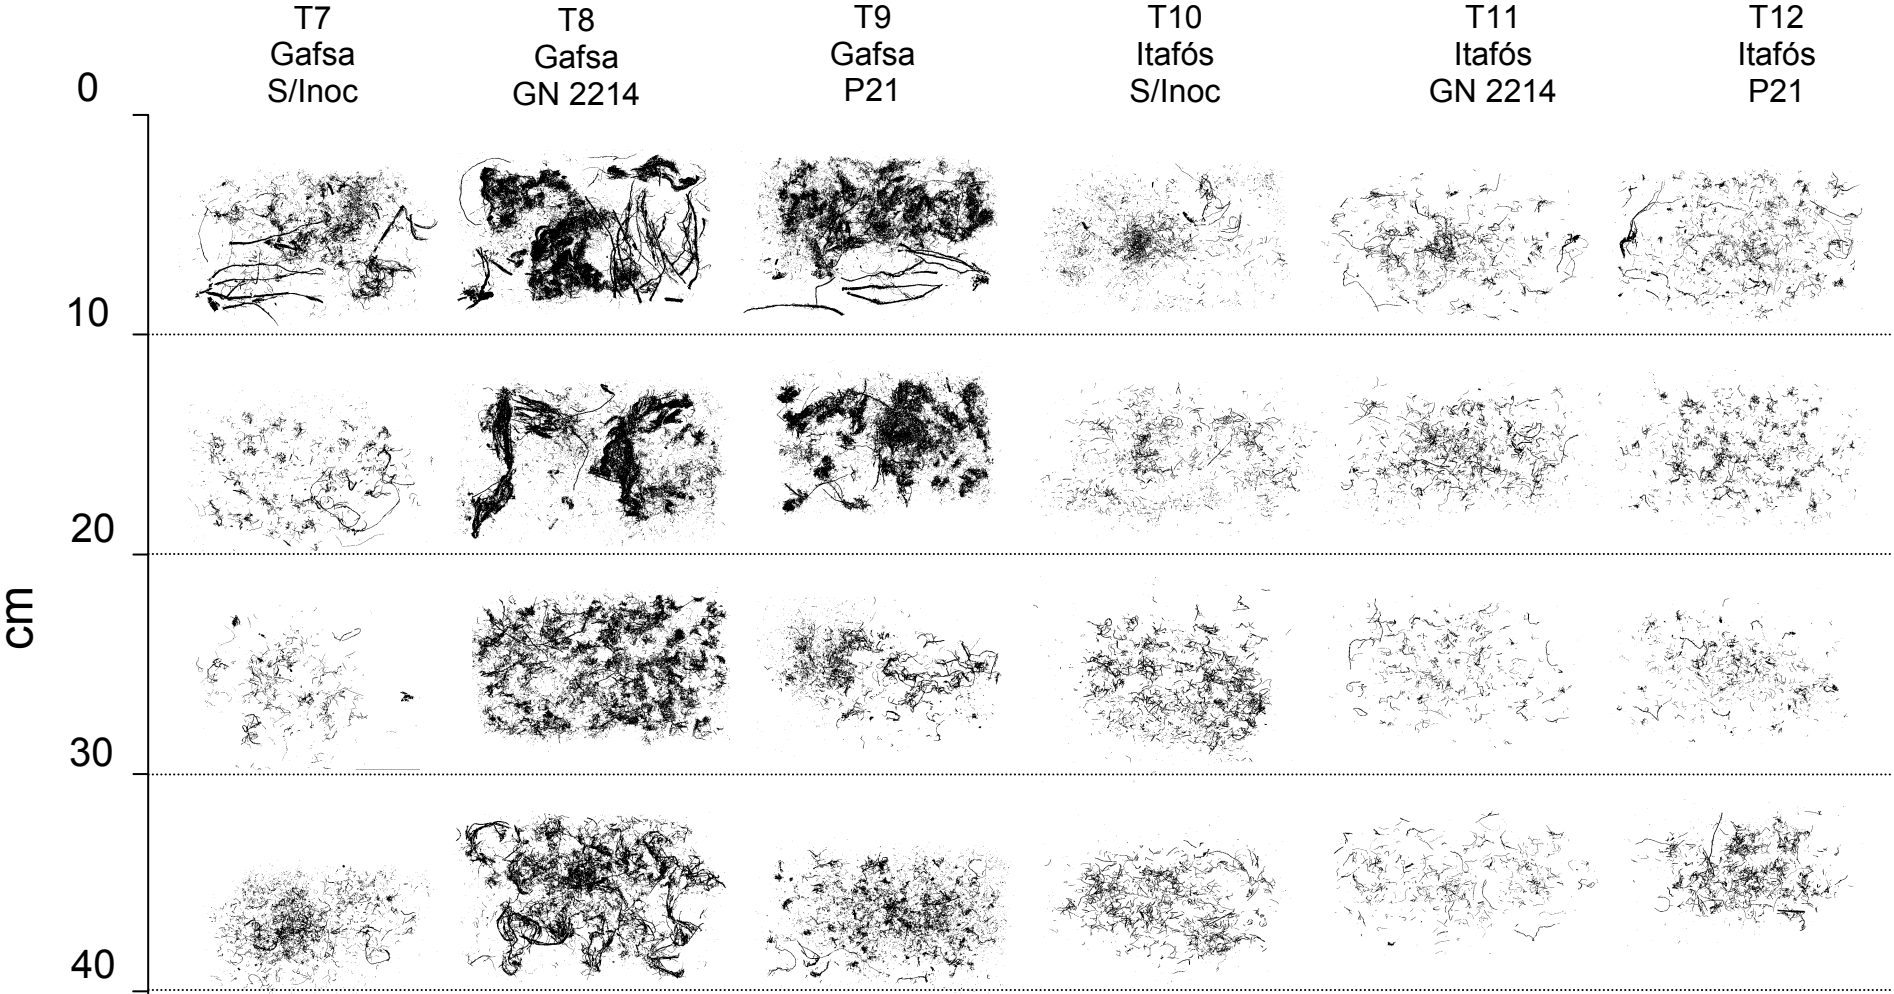 T7
Gafsa
S/Inoc
T8
Gafsa
GN 2214
T9
Gafsa
P21
T10
Itafós
S/Inoc
T11
Itafós
GN 2214
T12
Itafós
P21
0
10
20
cm
30
40